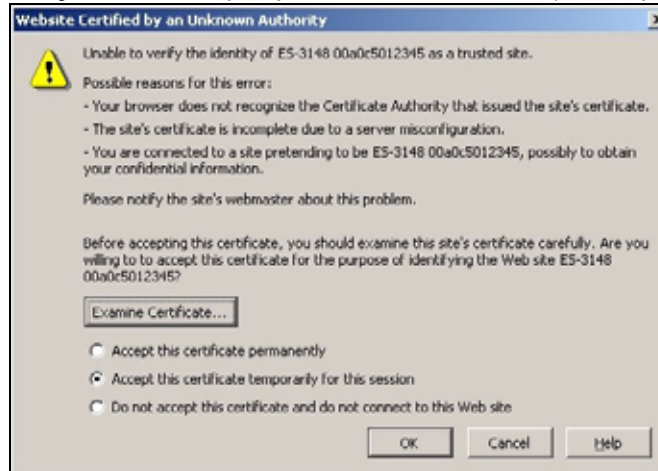 Website Certified by an Unknown Authority
Unable to verify the identity of ES-3148 00a0c5012345 as a trusted site.
Possible reasons for this error:
- Your browser does not recognize the Certificate Authority that issued the site's certificate.
- The site's certificate is incomplete due to a server misconfiguration.
- You are connected to a site pretending to be ES-3148 00a0c5012345, possibly to obtain
your confidential information.
Please notify the site's webmaster about this problem.
Before accepting this certificate, you should examine this site's certificate carefully. Are you
willing to to accept this certificate for the purpose of identifying the Web site ES-3148
00a0c5012345?
Examine Certificate...
Accept this certificate permanently
Accept this certificate temporarily for this session
Do not accept this certificate and do not connect to this Web site
OK Cancel Help